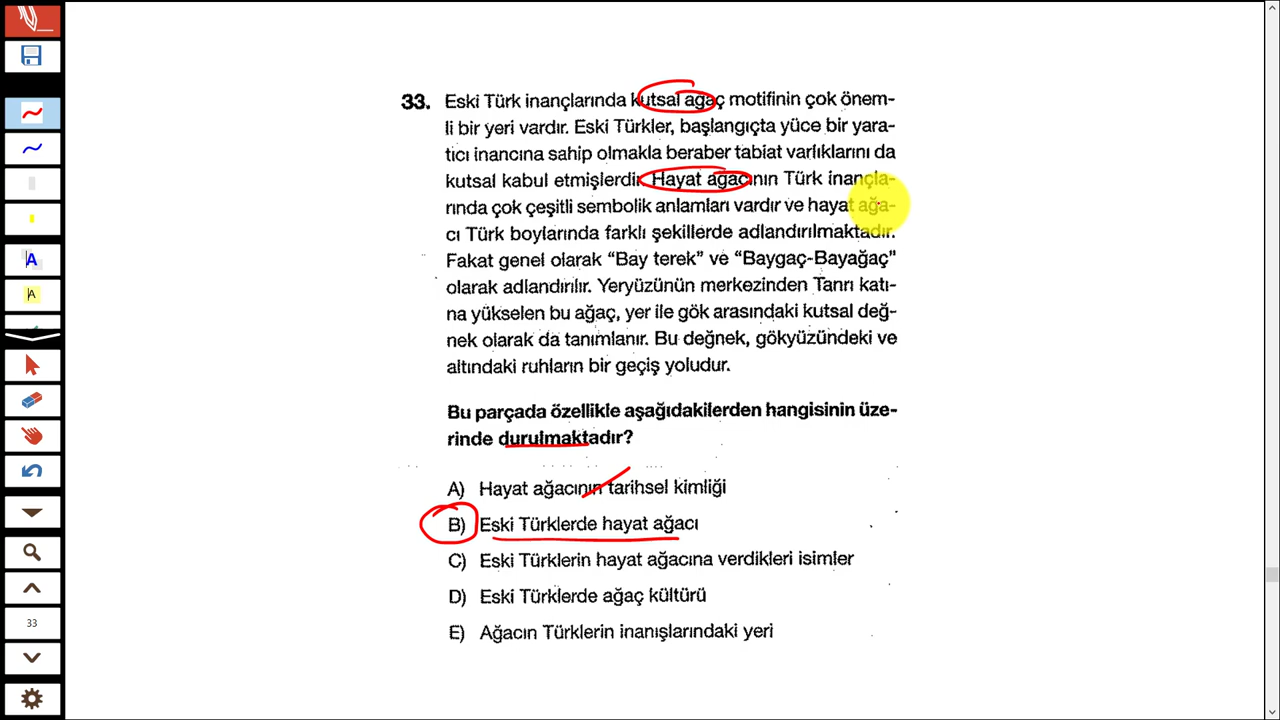 33. Eski Türk inançlarında kutsal ağaç motifinin çok önem-
li bir yeri vardır. Eski Türkler, başlangıçta yüce bir yara-
tıcı inancına sahip olmakla beraber tabiat varlıklarını da
kutsal kabul etmişlerdir. Hayat ağacının Türk inançla-
rında çok çeşitli sembolik anlamları vardır ve hayat ağa-
cı Türk boylarında farklı şekillerde adlandırılmaktadır.
Fakat genel olarak “Bay terek” ve “Baygaç-Bayağaç”
olarak adlandırılır. Yeryüzünün merkezinden Tanrı katı-
na yükselen bu ağaç, yer ile gök arasındaki kutsal değ-
nek olarak da tanımlanır. Bu değnek, gökyüzündeki ve
altındaki ruhların bir geçiş yoludur.
Bu parçada özellikle aşağıdakilerden hangisinin üze-
rinde durulmaktadır?
A) Hayat ağacının tarihsel kimliği
B) Eski Türklerde hayat ağacı
C) Eski Türklerin hayat ağacına verdikleri isimler
D) Eski Türklerde ağaç kültürü
E) Ağacın Türklerin inanışlarındaki yeri
A
A
33